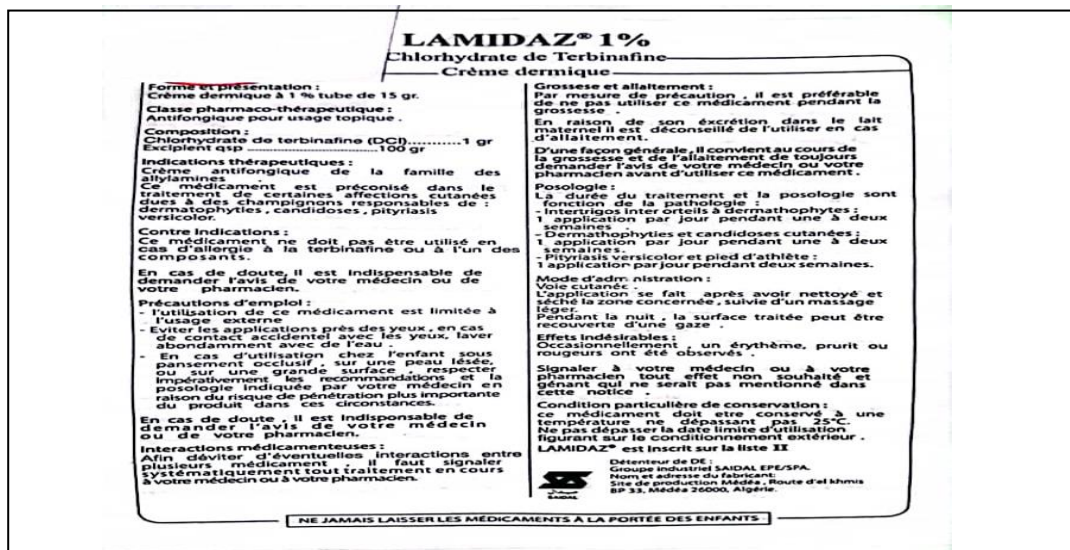 LAMIDAZ® 1%
Chlorhydrate de Terbinafine
Crème dermique
Forme et présentation :
Crème dermique à 1 % tube de 15 gr.
Classe pharmaco-thérapeutique :
Antifongique pour usage topique .
Composition :
Chlorhydrate de terbinafine (DCI)..........1 gr
Excipient qsp ........................100 gr
Indications thérapeutiques :
Crème antifongique de la famille des
allylamines .
Ce médicament est préconisé dans le
traitement de certaines affections cutanées
dues à des champignons responsables de :
dermatophyties , candidoses , pityriasis
versicolor.
Contre Indications :
Ce médicament ne doit pas être utilisé en
cas d'allergie à la terbinafine ou à l'un des
composants.
En cas de doute, il est indispensable de
demander l'avis de votre médecin ou de
votre pharmacien.
Précautions d'emploi :
- l'utilisation de ce médicament est limitée à
l'usage externe
- Eviter les applications près des yeux , en cas
de contact accidentel avec les yeux, laver
abondamment avec de l'eau .
- En cas d'utilisation chez l'enfant sous
pansement occlusif , sur une peau lésée,
ou sur une grande surface , respecter
impérativement les recommandations et la
posologie indiquée par votre médecin en
raison du risque de pénétration plus importante
du produit dans ces circonstances.
En cas de doute , il est indispensable de
demander l'avis de votre médecin
ou de votre pharmacien.
Interactions médicamenteuses :
Afin déviter d'éventuelles interactions entre
plusieurs médicament il faut signaler
systématiquement tout traitement en cours
à votre médecin ou à votre pharmacien.
Grossese et allaitement :
Par mesure de précaution , il est préférable
de ne pas utiliser ce médicament pendant la
grossesse .
En raison de son éxcrétion dans le lait
maternel il est déconseillé de l'utiliser en cas
d'allaitement.
D'une façon générale , il convient au cours de
la grossesse et de l'allaitement de toujours
demander l'avis de votre médecin ou votre
pharmacien avant d'utiliser ce médicament .
Posologie :
La durée du traitement et la posologie sont
fonction de la pathologie :
- Intertrigos inter orteils à dermathophytes :
1 application par jour pendant une à deux
semaines .
- Dermathophyties et candidoses cutanées :
1 application par jour pendant une à deux
semaines.
- Pityriasis versicolor et pied d'athlète :
1 application par jour pendant deux semaines.
Mode d'administration :
Voie cutanée .
L'application se fait après avoir nettoyé et
séché la zone concernée , suivie d'un massage
léger.
Pendant la nuit , la surface traitée peut être
recouverte d'une gaze .
Effets Indésirables :
Occasionnellement , un érythème, prurit ou
rougeurs ont été observés .
Signaler à votre médecin ou à votre
pharmacien tout effet non souhaité et
génant qui ne serait pas mentionné dans
cette notice .
Condition particulière de conservation :
ce médicament doit etre conservé à une
température ne dépassant pas 25°C.
Ne pas dépasser la date limite d'utilisation
figurant sur le conditionnement extérieur .
LAMIDAZ® est inscrit sur la liste II
صيدال
SAIDAL
Détenteur de DE :
Groupe industriel SAIDAL EPE/SPA.
Nom et adresse du fabricant:
Site de production Médéa , Route d'el khmis
BP 33, Médéa 26000, Algérie.
NE JAMAIS LAISSER LES MÉDICAMENTS À LA PORTÉE DES ENFANTS